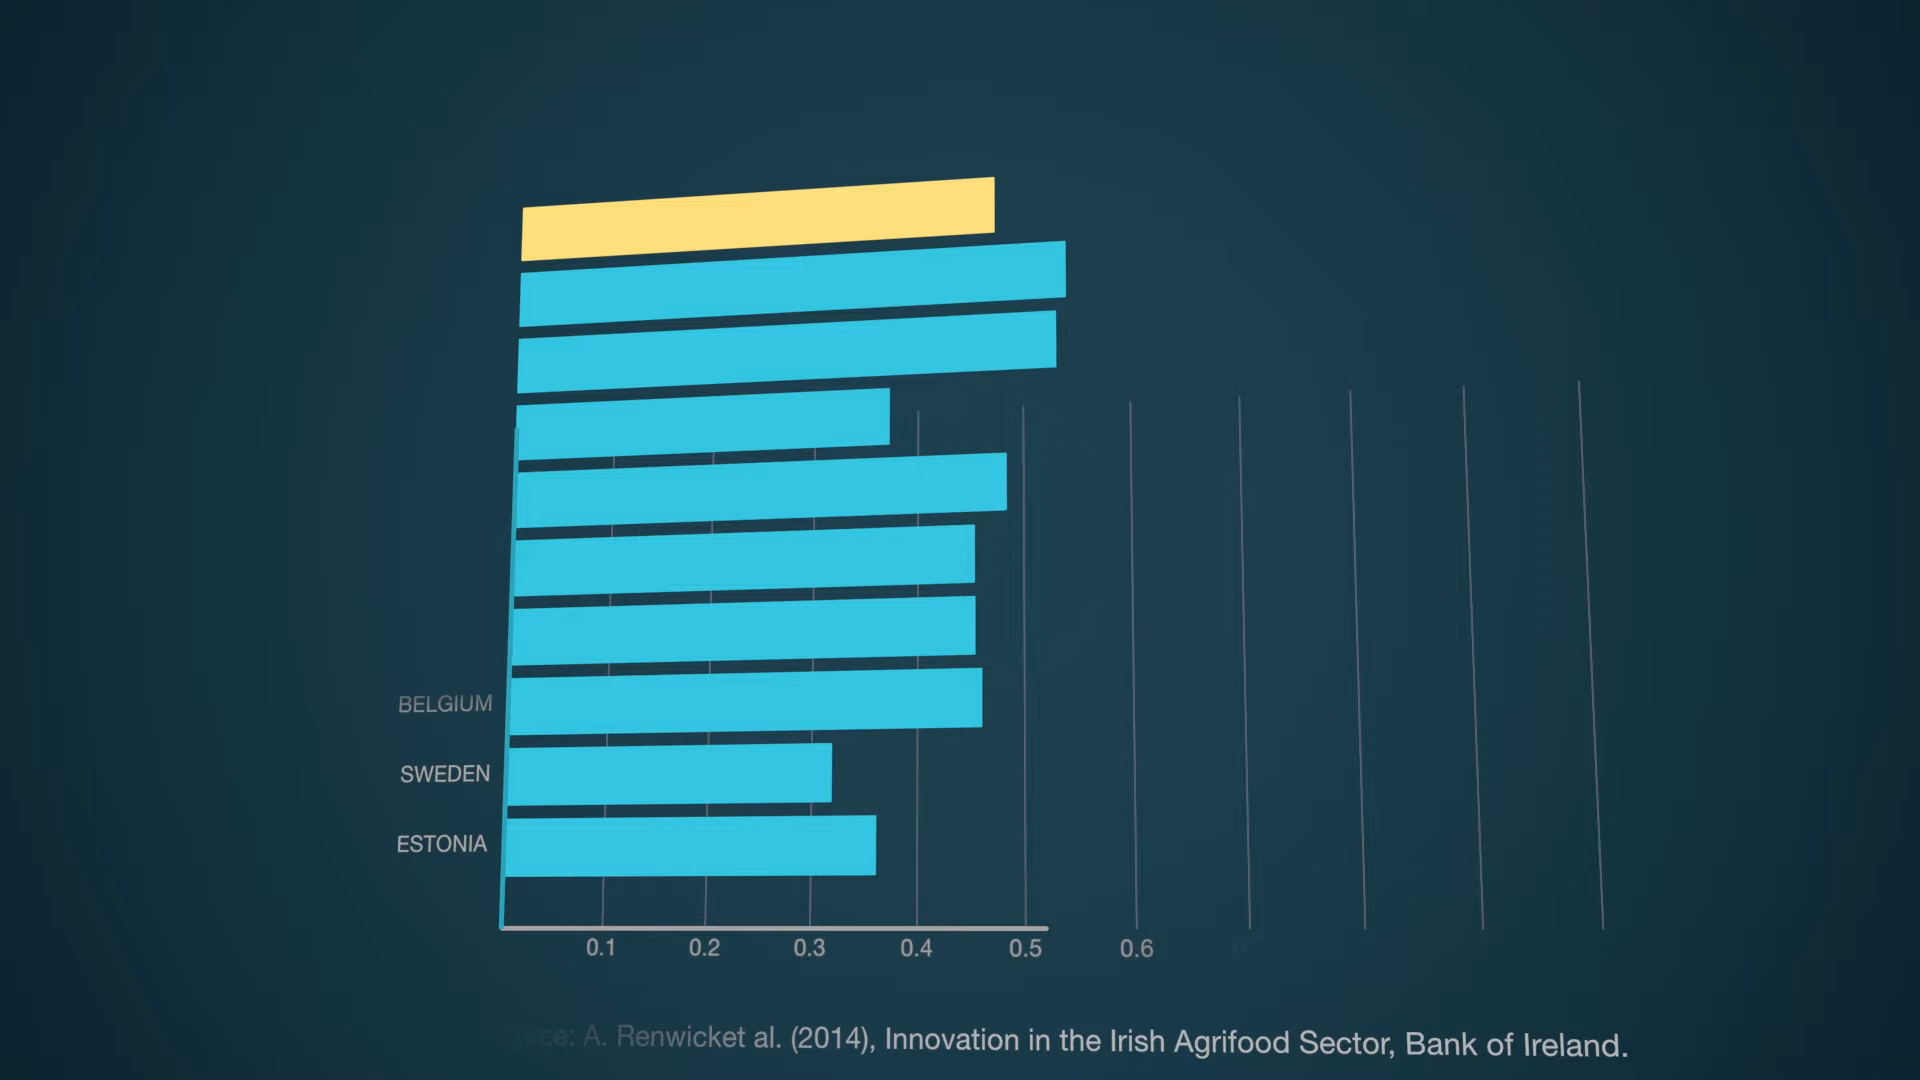 BELGIUM
SWEDEN
ESTONIA
0.1 0.2 0.3 0.4 0.5 0.6
A. Renwicket al. (2014), Innovation in the Irish Agrifood Sector, Bank of Ireland.